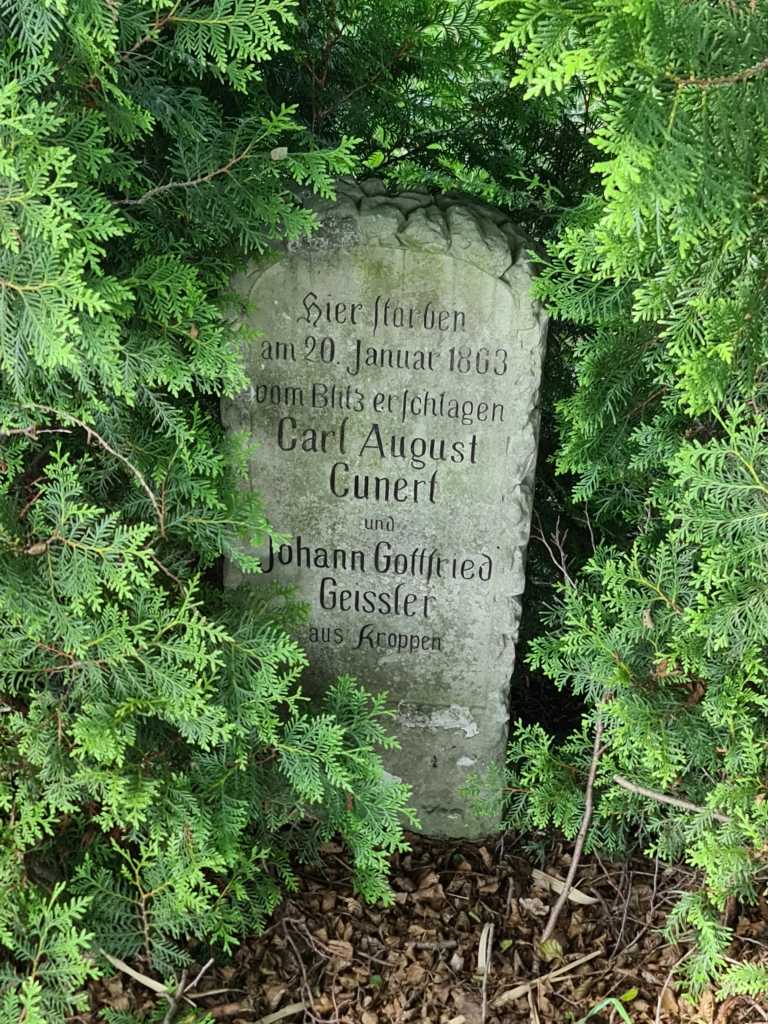 Hier ſtarben
am 20. Januar 1863
vom Blitz erſchlagen
Carl August
Cunert
und
Johann Gottfried
Geissler
aus Kroppen